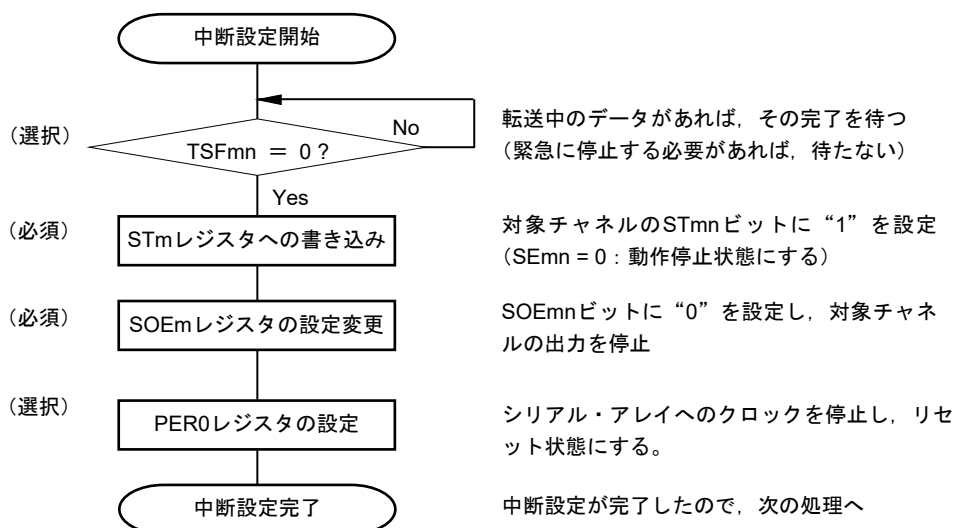 中断設定開始
（選択）
TSFmn ＝ 0？
No
転送中のデータがあれば，その完了を待つ
（緊急に停止する必要があれば，待たない）
Yes
（必須）
STmレジスタへの書き込み
対象チャネルのSTmnビットに“1”を設定
（SEmn = 0：動作停止状態にする）
（必須）
SOEmレジスタの設定変更
SOEmnビットに“0”を設定し，対象チャネ
ルの出力を停止
（選択）
PER0レジスタの設定
シリアル・アレイへのクロックを停止し，リセ
ット状態にする。
中断設定完了
中断設定が完了したので，次の処理へ